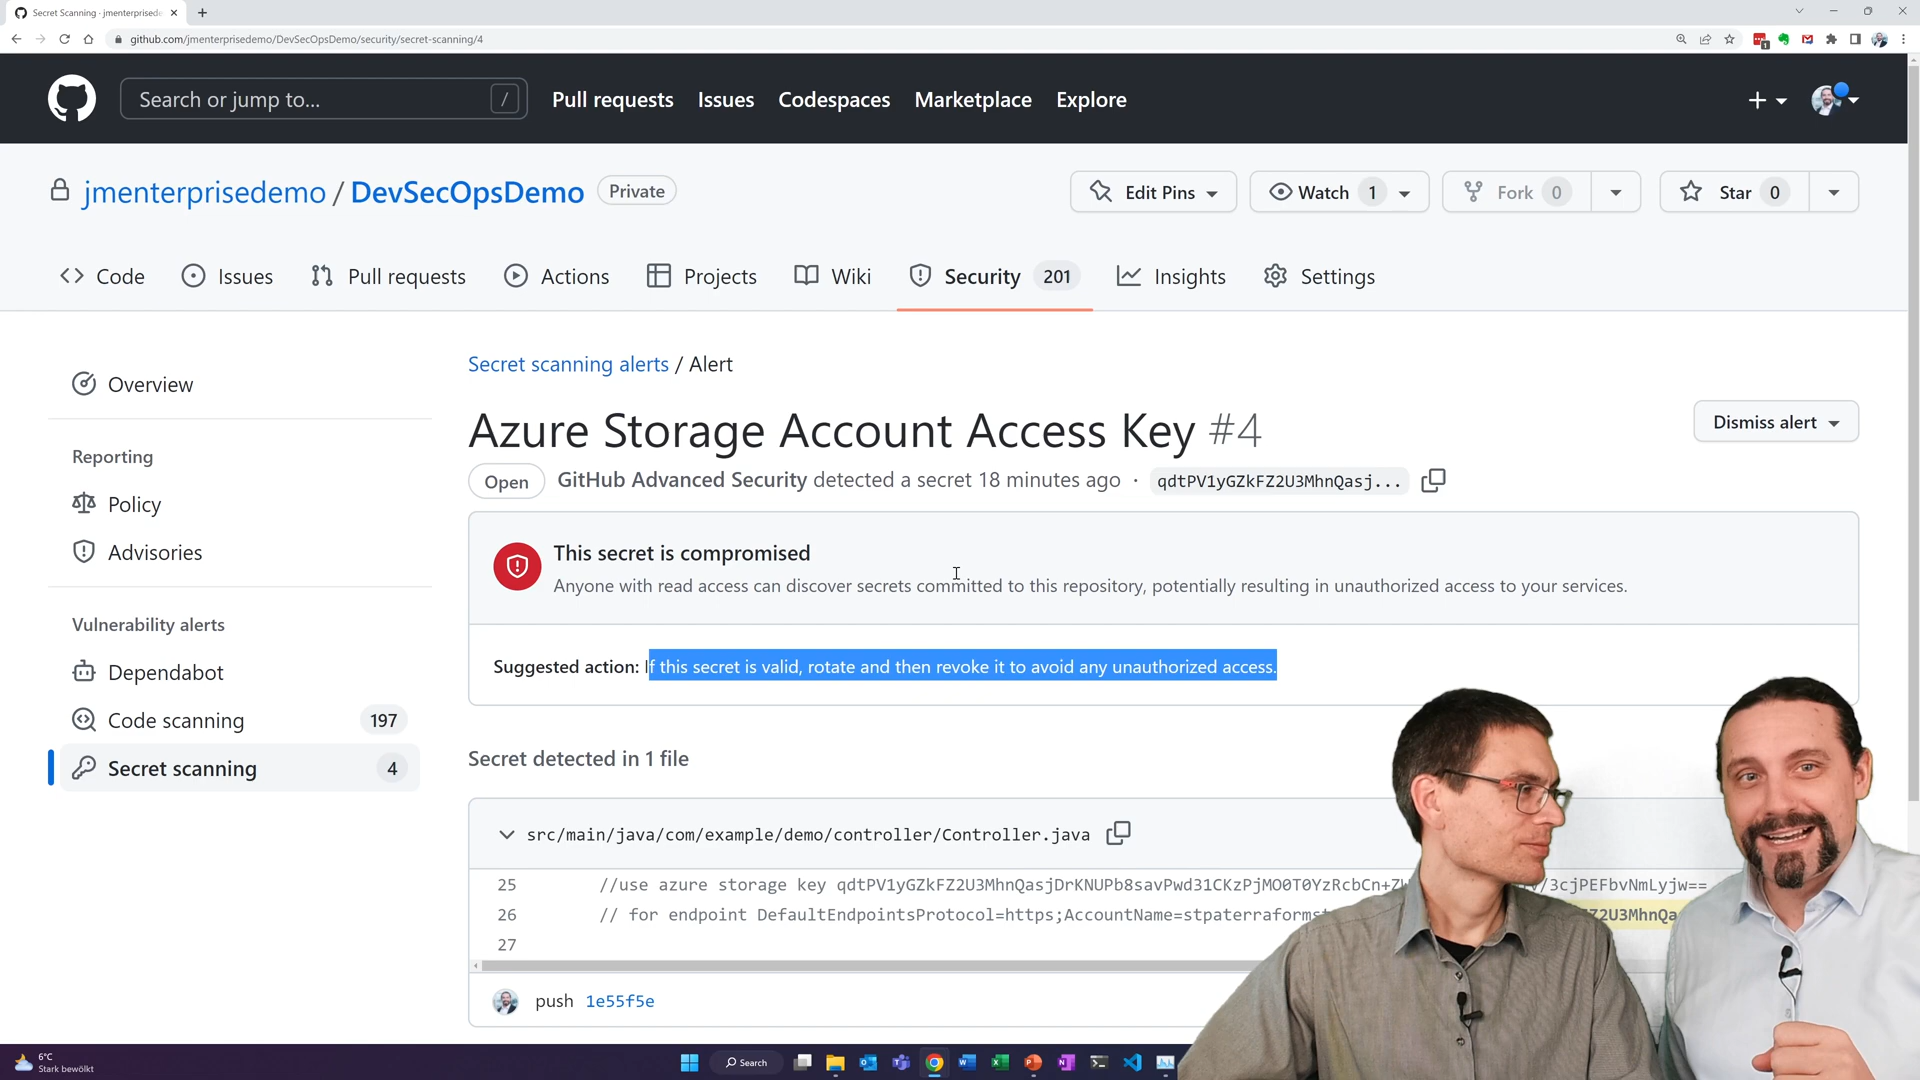 Secret Scanning · jmenterprisede
github.com/jmenterprisedemo/DevSecOpsDemo/security/secret-scanning/4
Search or jump to... /
Pull requests Issues Codespaces Marketplace Explore
jmenterprisedemo / DevSecOpsDemo Private
Edit Pins Watch 1 Fork 0 Star 0
Code Issues Pull requests Actions Projects Wiki Security 201 Insights Settings
Overview
Reporting
Policy
Advisories
Vulnerability alerts
Dependabot
Code scanning 197
Secret scanning 4
Secret scanning alerts / Alert
Azure Storage Account Access Key #4
Dismiss alert
Open GitHub Advanced Security detected a secret 18 minutes ago · qdtPV1yGZkFZ2U3MhnQasj...
This secret is compromised
Anyone with read access can discover secrets committed to this repository, potentially resulting in unauthorized access to your services.
Suggested action: If this secret is valid, rotate and then revoke it to avoid any unauthorized access.
Secret detected in 1 file
src/main/java/com/example/demo/controller/Controller.java
25 //use azure storage key
26 // for endpoint DefaultEndpointsProtocol=https;AccountName=stpaterraformst
27
push 1e55f5e
6°C
Stark bewölkt
Search